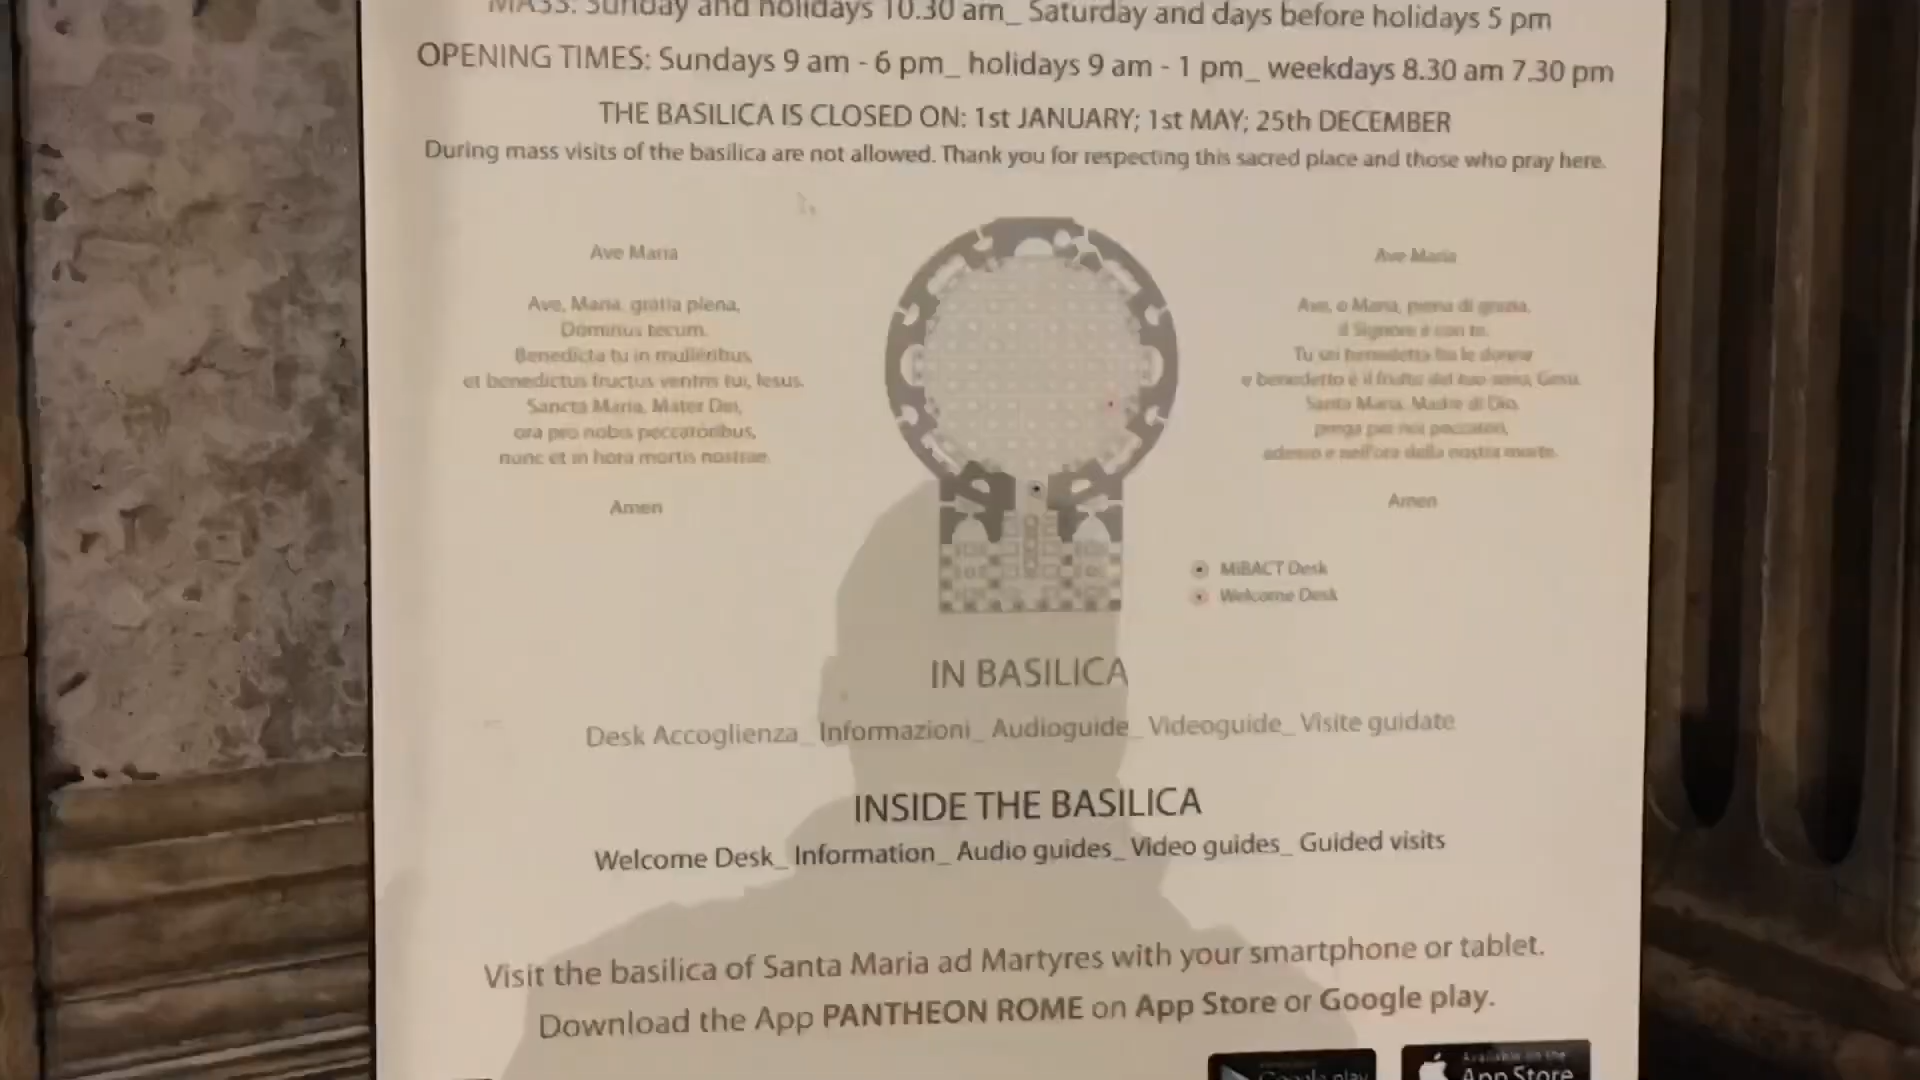 MASS: Sunday and holidays 10.30 am_ Saturday and days before holidays 5 pm
OPENING TIMES: Sundays 9 am - 6 pm_ holidays 9 am - 1 pm_ weekdays 8.30 am 7.30 pm
THE BASILICA IS CLOSED ON: 1st JANUARY; 1st MAY; 25th DECEMBER
During mass visits of the basilica are not allowed. Thank you for respecting this sacred place and those who pray here.
Ave Maria
Ave, Maria, gratia plena,
Dominus tecum.
Benedicta tu in mulieribus,
et benedictus fructus ventris tui, Iesus.
Sancta Maria, Mater Dei,
ora pro nobis peccatoribus,
nunc et in hora mortis nostrae.
Amen
Ave Maria
Ave, o Maria, piena di grazia,
il Signore è con te.
Tu sei benedetta fra le donne
e benedetto è il frutto del tuo seno, Gesù.
Santa Maria, Madre di Dio,
prega per noi peccatori,
adesso e nell'ora della nostra morte.
Amen
MiBACT Desk
Welcome Desk
IN BASILICA
Desk Accoglienza_ Informazioni_ Audioguide_ Videoguide_ Visite guidate
INSIDE THE BASILICA
Welcome Desk_ Information_ Audio guides_ Video guides_ Guided visits
Visit the basilica of Santa Maria ad Martyres with your smartphone or tablet.
Download the App PANTHEON ROME on App Store or Google play.
Google play
Available on the
App Store